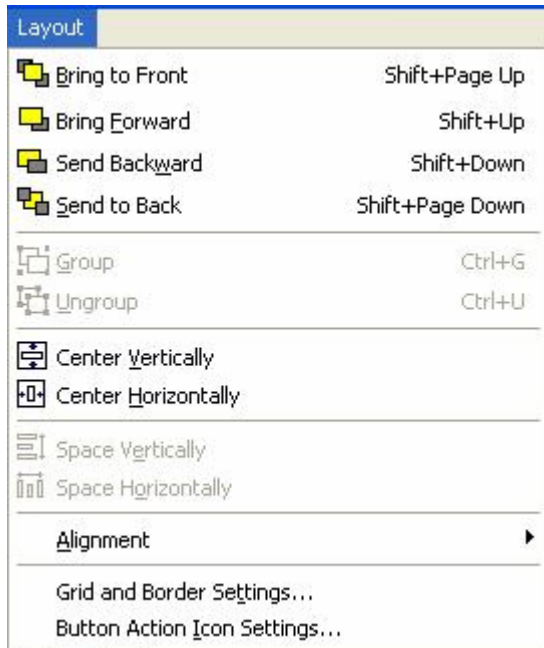 Layout
Bring to Front Shift+Page Up
Bring Forward Shift+Up
Send Backward Shift+Down
Send to Back Shift+Page Down
Group Ctrl+G
Ungroup Ctrl+U
Center Vertically
Center Horizontally
Space Vertically
Space Horizontally
Alignment
Grid and Border Settings...
Button Action Icon Settings...